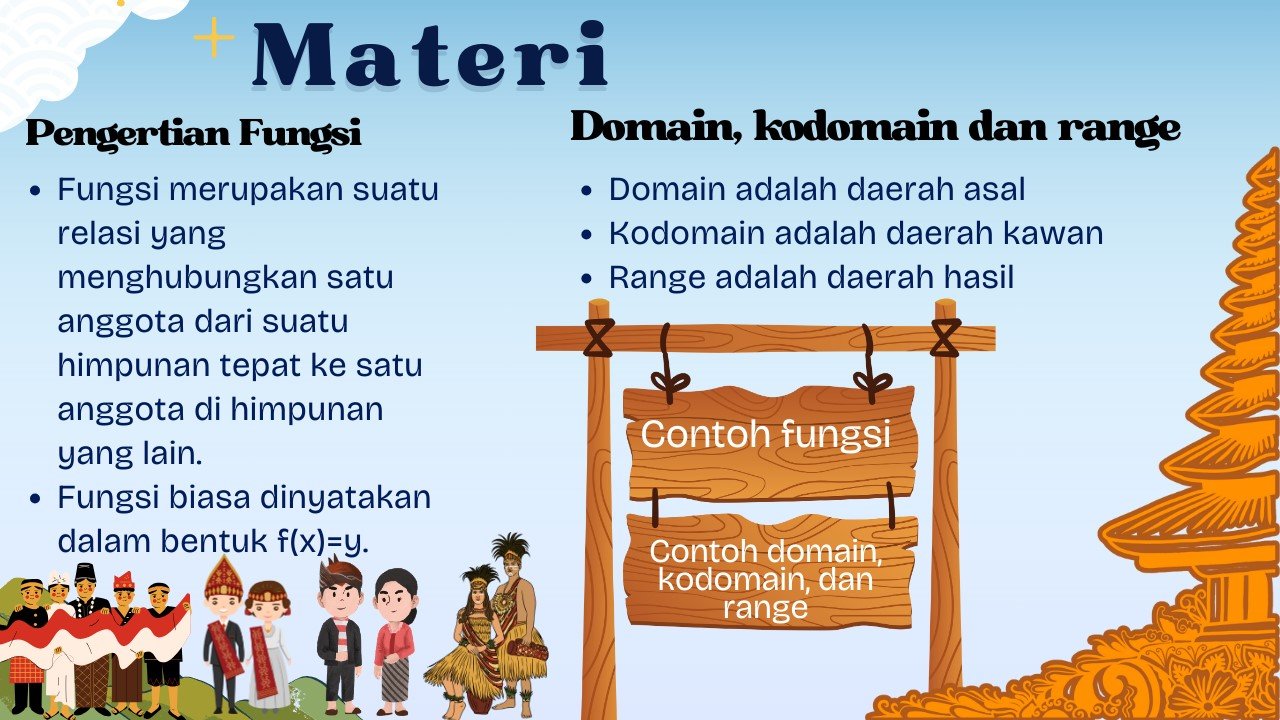 Materi
Pengertian Fungsi
Fungsi merupakan suatu
relasi yang
menghubungkan satu
anggota dari suatu
himpunan tepat ke satu
anggota di himpunan
yang lain.
Fungsi biasa dinyatakan
dalam bentuk f(x)=y.
Domain, kodomain dan range
Domain adalah daerah asal
Kodomain adalah daerah kawan
Range adalah daerah hasil
Contoh fungsi
Contoh domain,
kodomain, dan
range